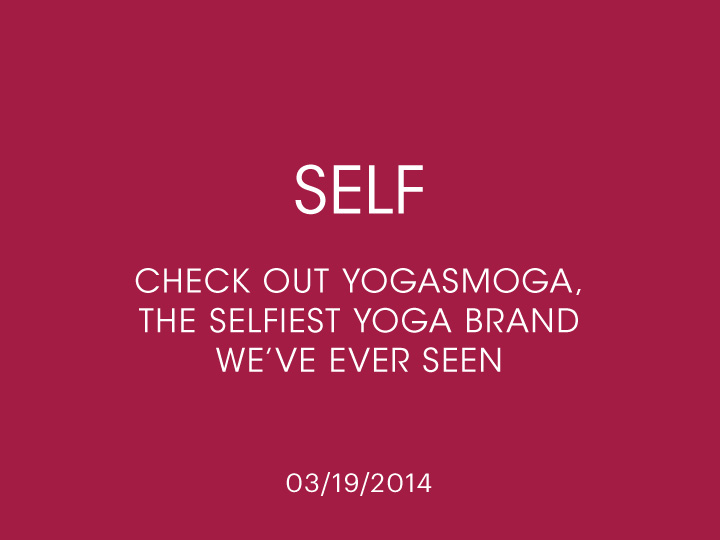 SELF
CHECK OUT YOGASMOGA,
THE SELFIEST YOGA BRAND
WE'VE EVER SEEN
03/19/2014